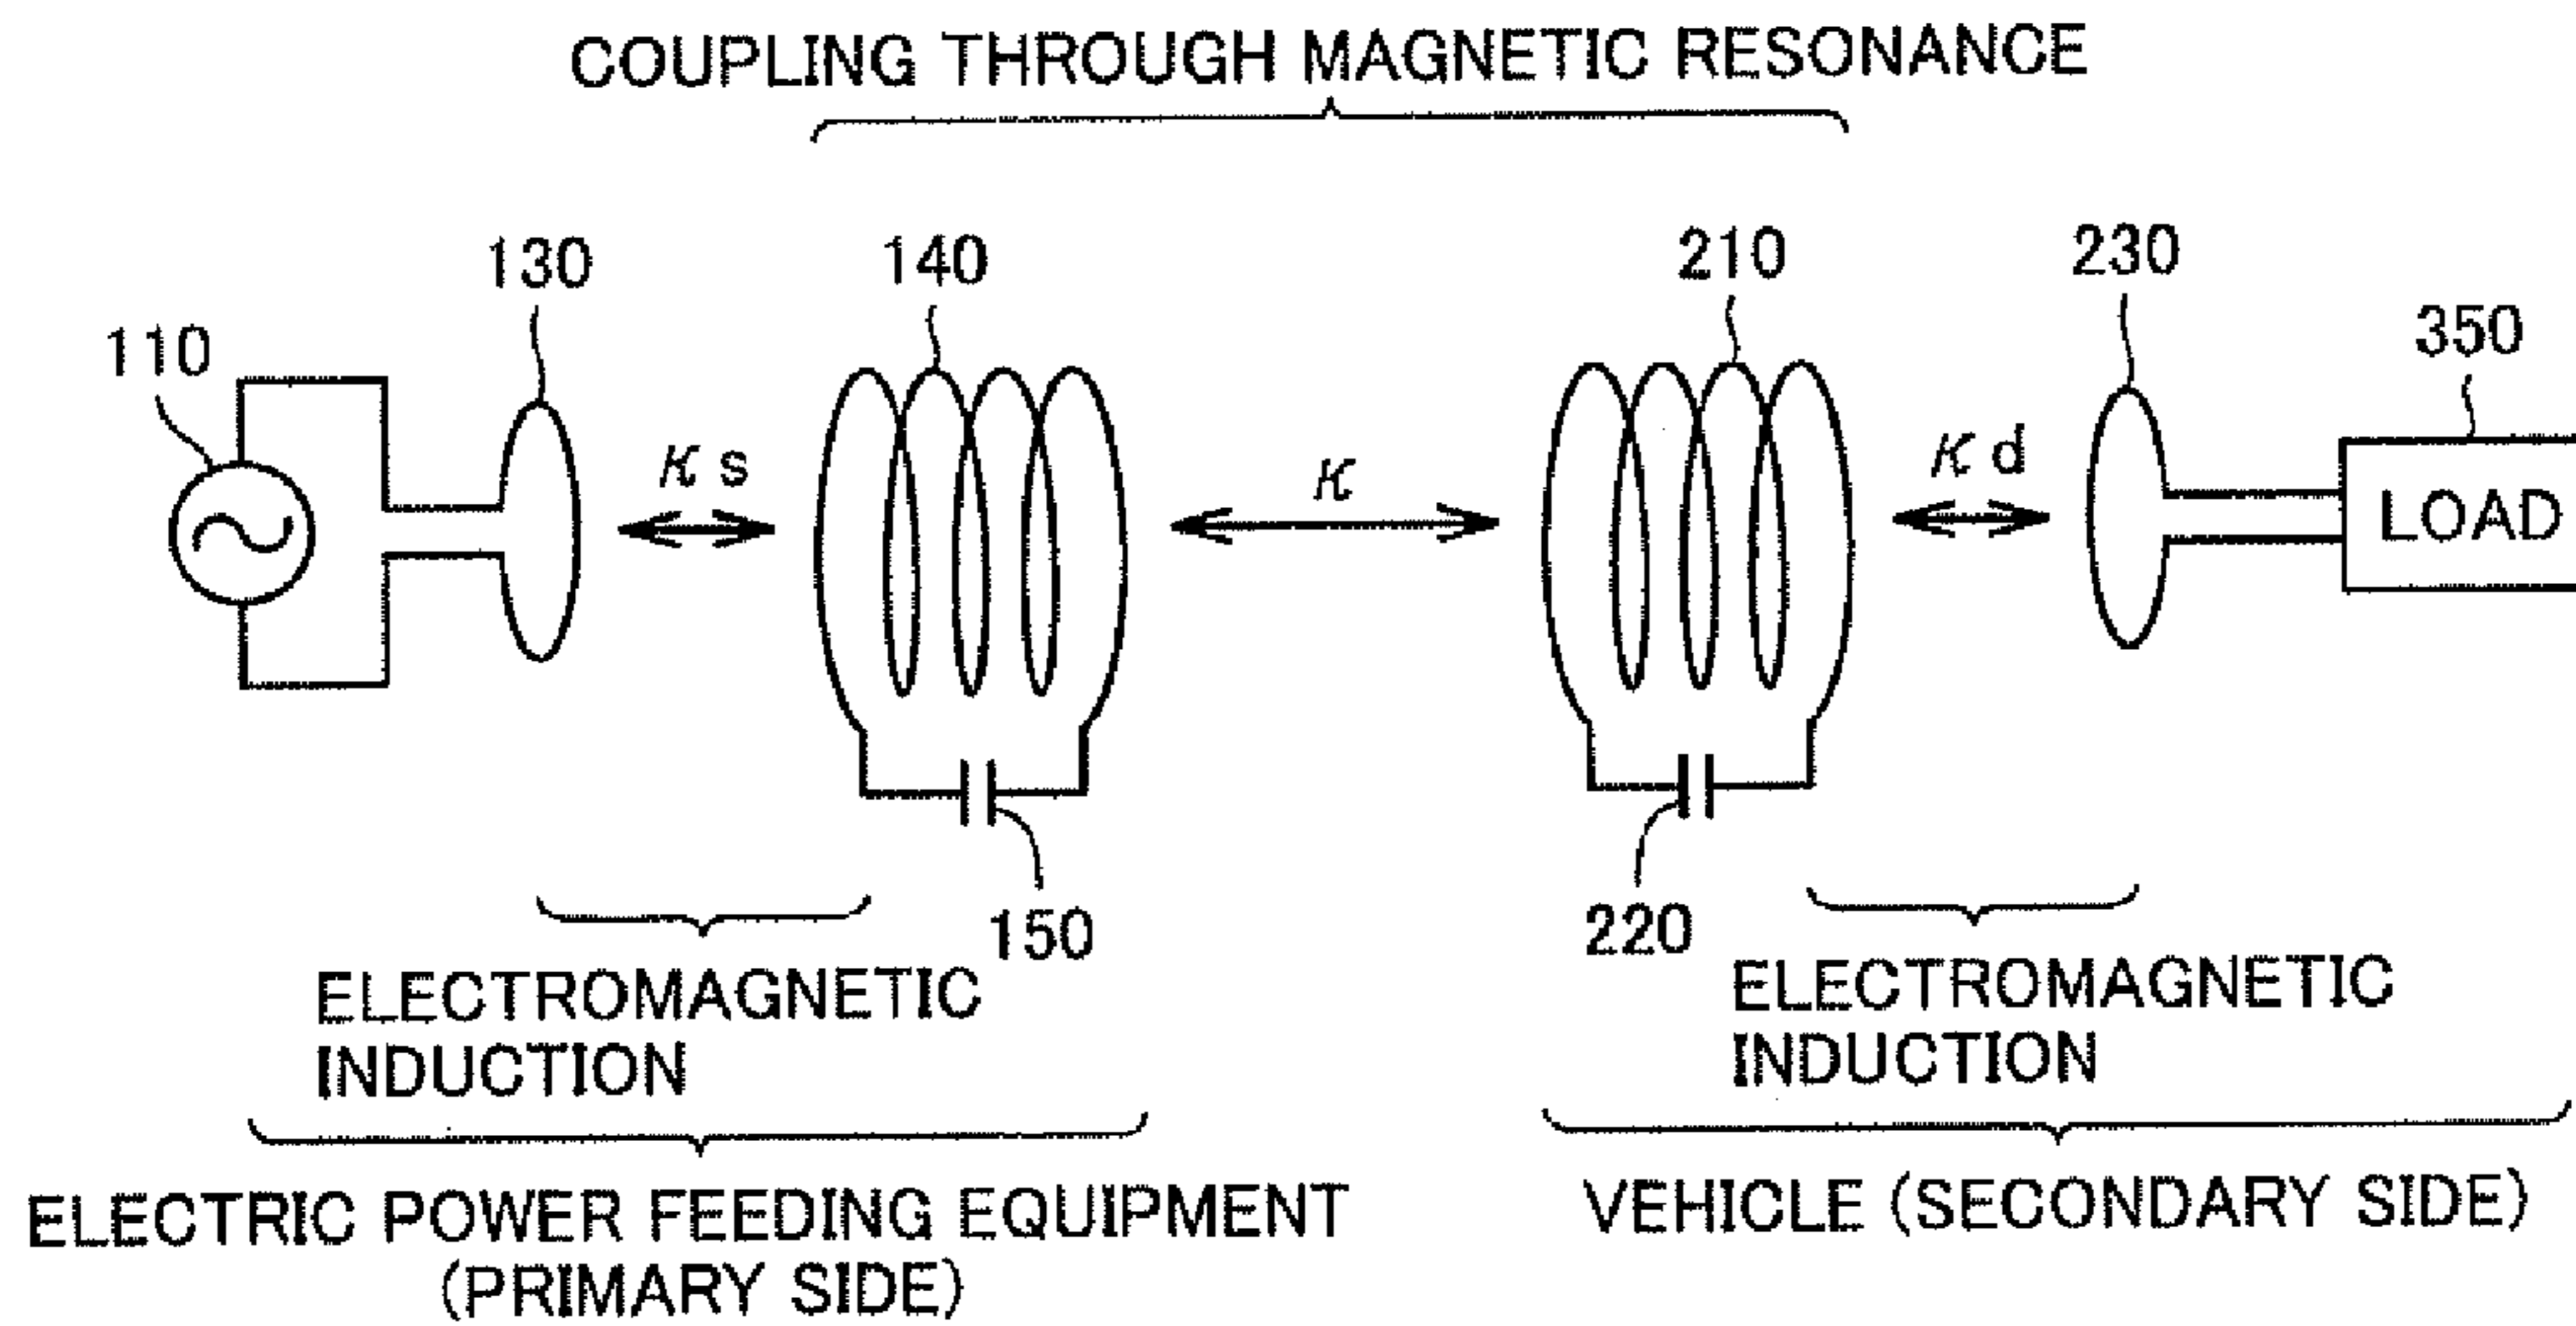 COUPLING THROUGH MAGNETIC RESONANCE
130
140
210
230
110
350
κs
κ
κd
LOAD
150
220
ELECTROMAGNETIC
INDUCTION
ELECTROMAGNETIC
INDUCTION
ELECTRIC POWER FEEDING EQUIPMENT
(PRIMARY SIDE)
VEHICLE (SECONDARY SIDE)